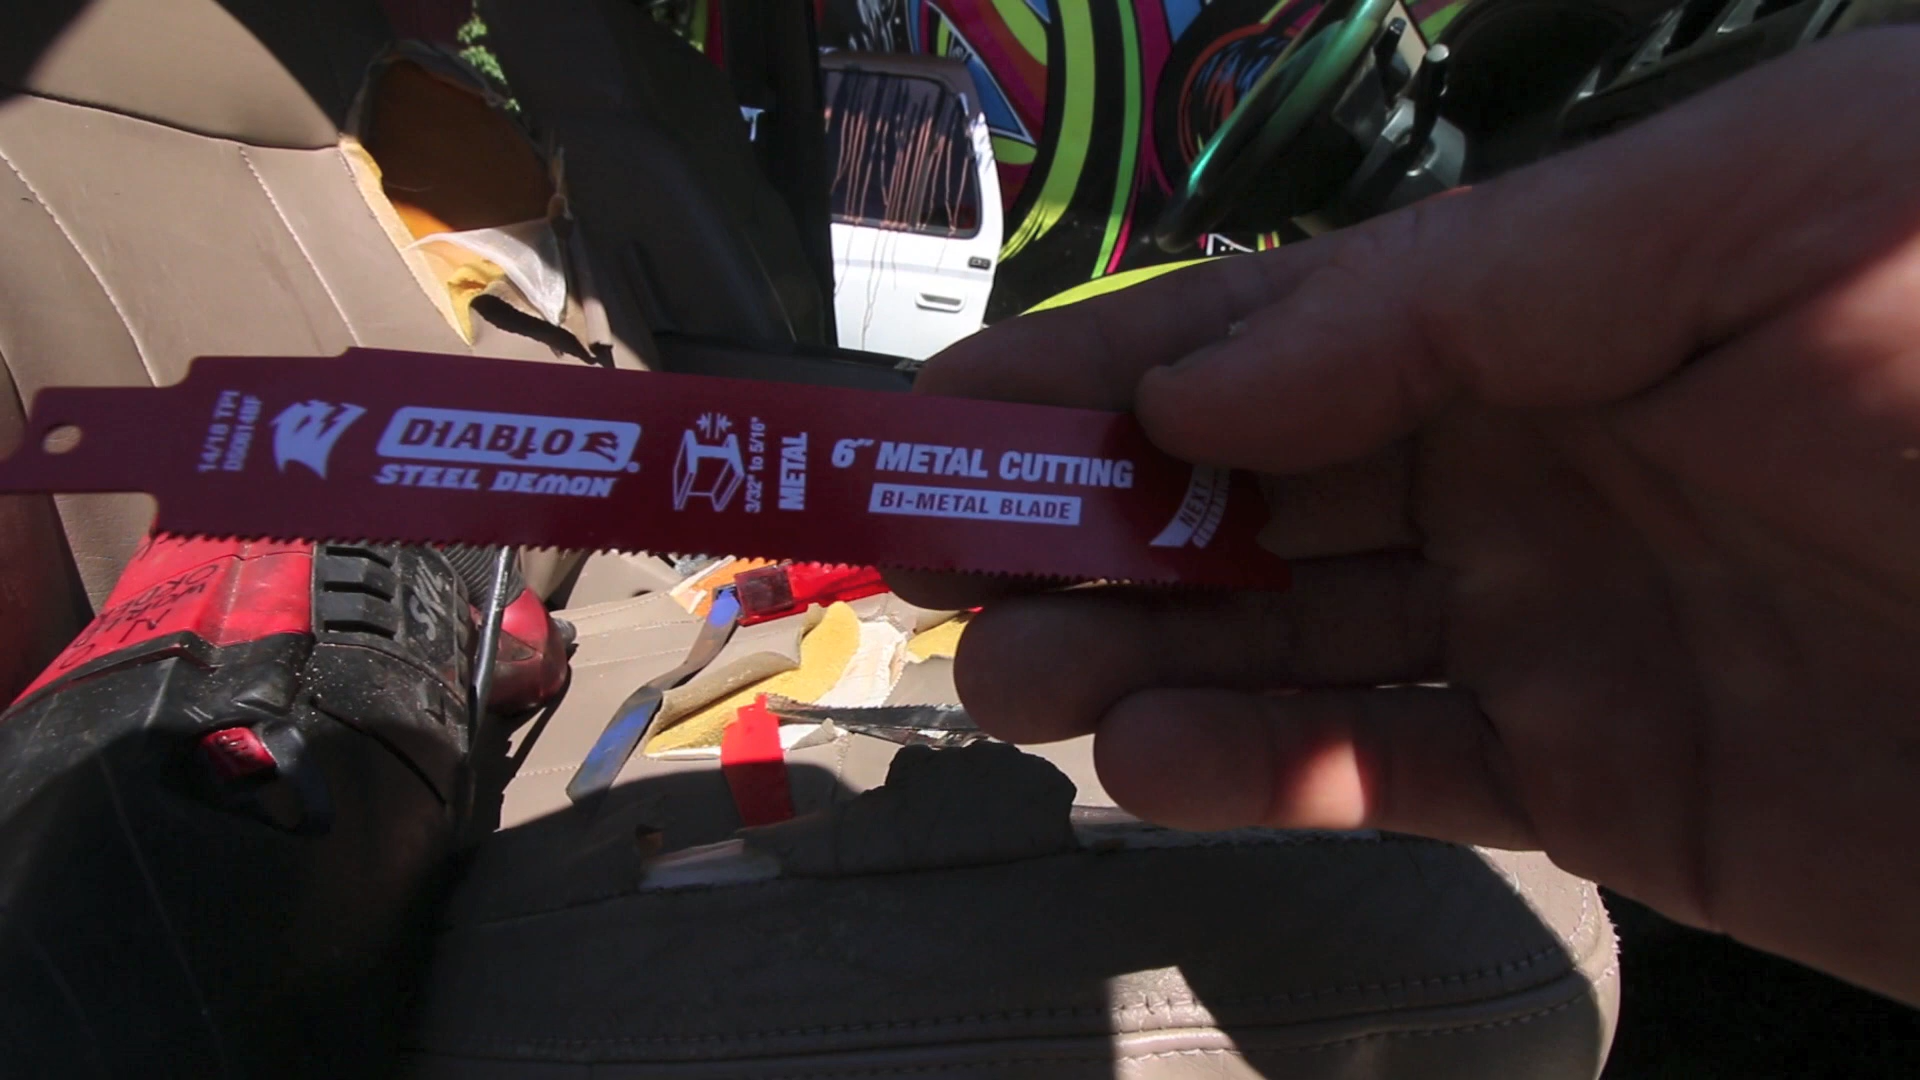 14/18 TPI
DIABLO
STEEL DEMON
3/32" to 5/16"
METAL
6" METAL CUTTING
BI-METAL BLADE